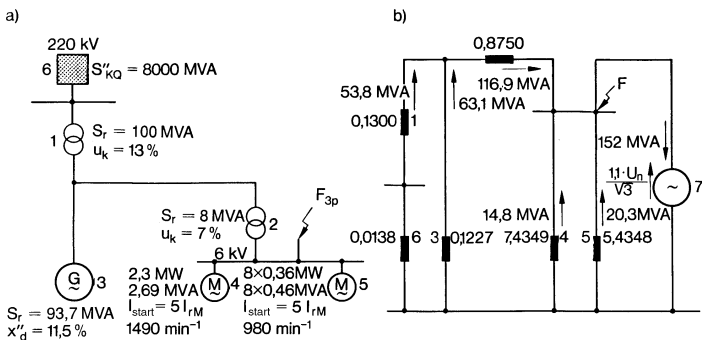 a)
220 kV
6
S"KQ = 8000 MVA
1
Sr = 100 MVA
uk = 13 %
Sr = 8 MVA
uk = 7 %
2
F3p
6 kV
G
~
3
Sr = 93,7 MVA
x"d = 11,5 %
M
~
4
2,3 MW
2,69 MVA
Istart = 5 IrM
1490 min⁻¹
8×0,36MW
8×0,46MVA
Istart = 5 IrM
980 min⁻¹
M
~
5
b)
0,8750
116,9 MVA
53,8 MVA
63,1 MVA
0,1300
1
F
152 MVA
1,1·Un
√3
~
7
14,8 MVA
20,3MVA
0,0138
6
3
0,1227
7,4349
4
5
5,4348